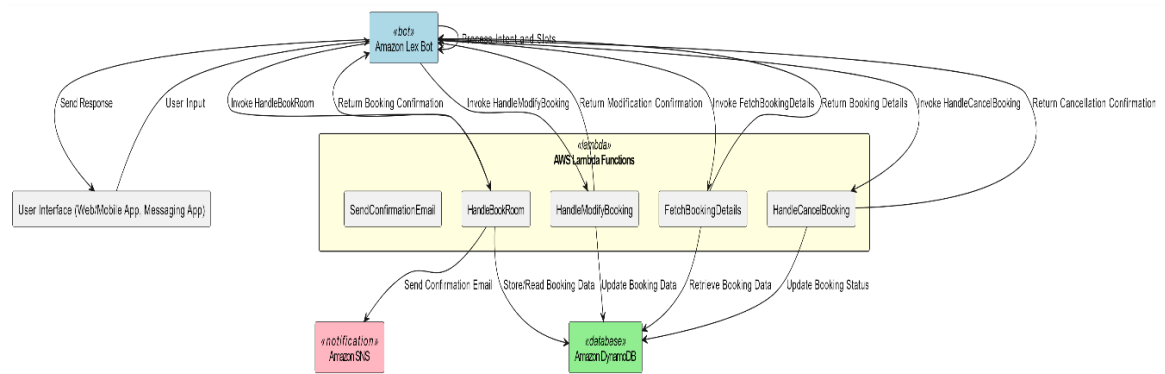 «bot»
Amazon Lex Bot
Process Intent and Slots
Send Response
User Input
Invoke HandleBookRoom
Return Booking Confirmation
Invoke HandleModifyBooking
Return Modification Confirmation
Invoke FetchBookingDetails
Return Booking Details
Invoke HandleCancelBooking
Return Cancellation Confirmation
«lambda»
AWS Lambda Functions
User Interface (Web/Mobile App, Messaging App)
SendConfirmationEmail
HandleBookRoom
HandleModifyBooking
FetchBookingDetails
HandleCancelBooking
Send Confirmation Email
Store/Read Booking Data
Update Booking Data
Retrieve Booking Data
Update Booking Status
«notification»
Amazon SNS
«database»
Amazon DynamoDB